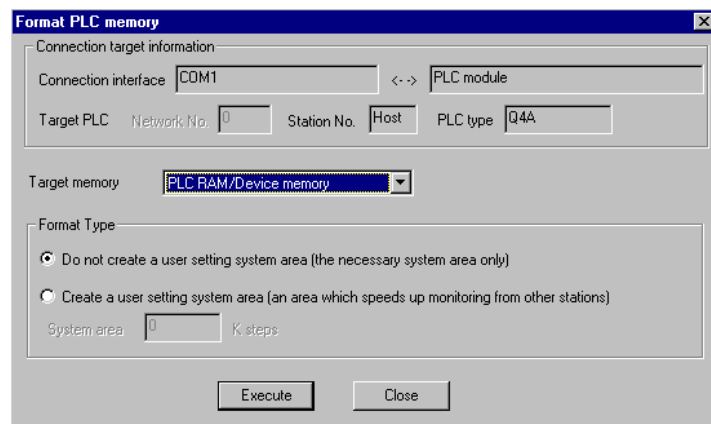 Format PLC memory
Connection target information
Connection interface COM1 <--> PLC module
Target PLC Network No. 0 Station No. Host PLC type Q4A
Target memory PLC RAM/Device memory
Format Type
Do not create a user setting system area (the necessary system area only)
Create a user setting system area (an area which speeds up monitoring from other stations)
System area 0 K steps
Execute Close